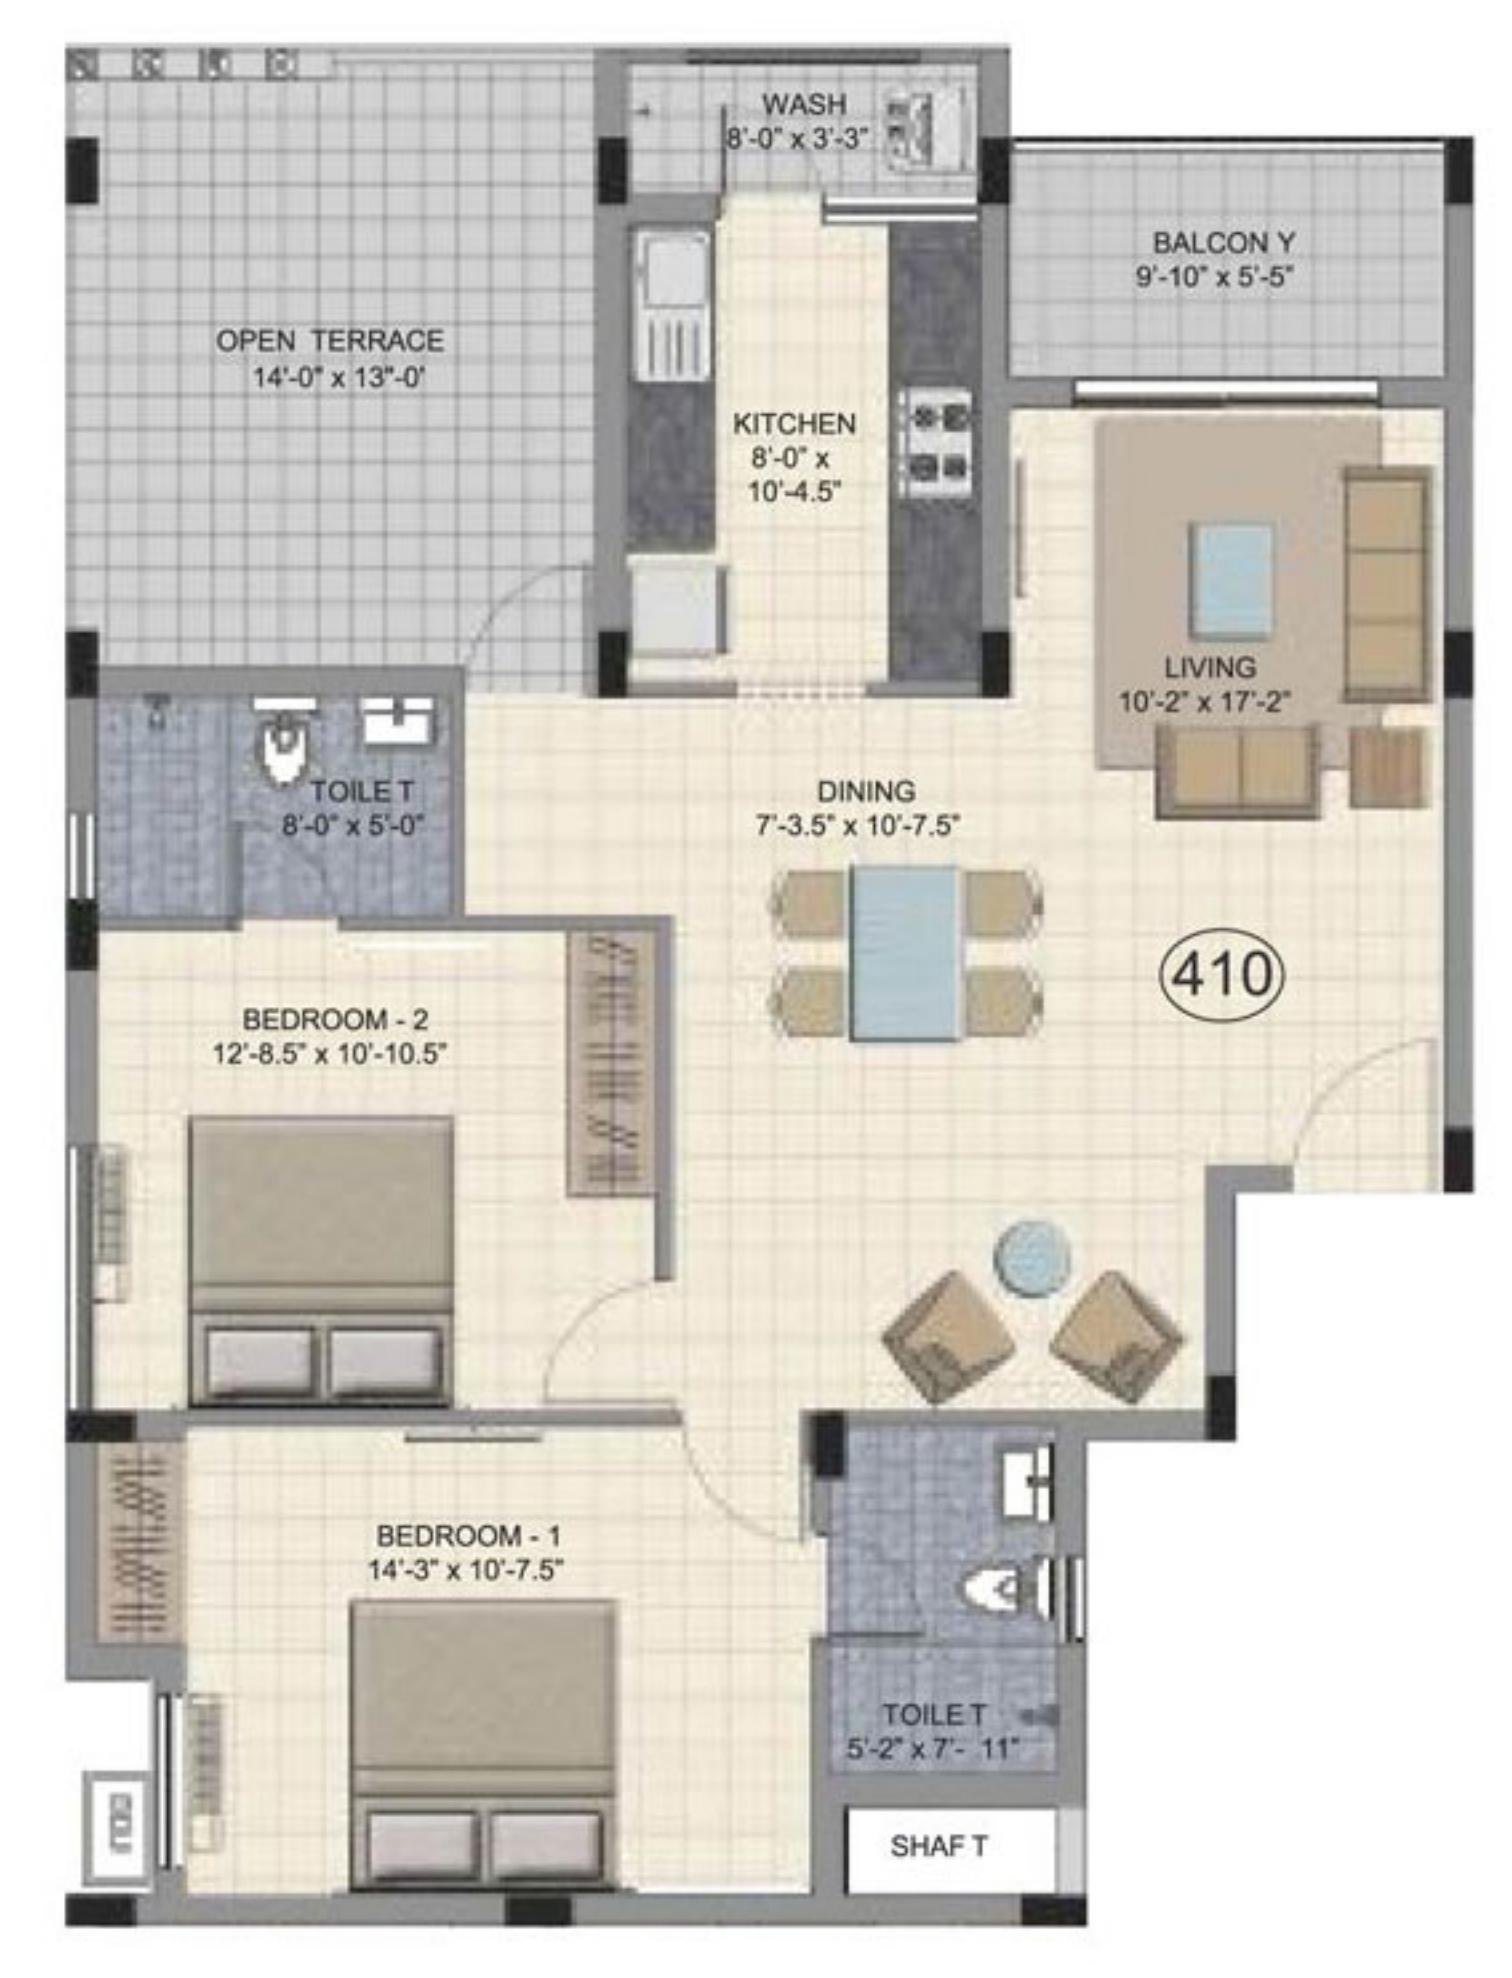 WASH
8'-0" x 3'-3"
BALCON Y
9'-10" x 5'-5"
OPEN TERRACE
14'-0" x 13"-0'
KITCHEN
8'-0" x
10'-4.5"
LIVING
10'-2" x 17'-2"
TOILE T
8'-0" x 5'-0"
DINING
7'-3.5" x 10'-7.5"
410
BEDROOM - 2
12'-8.5" x 10'-10.5"
BEDROOM - 1
14'-3" x 10'-7.5"
TOILE T
5'-2" x 7'- 11"
SHAF T